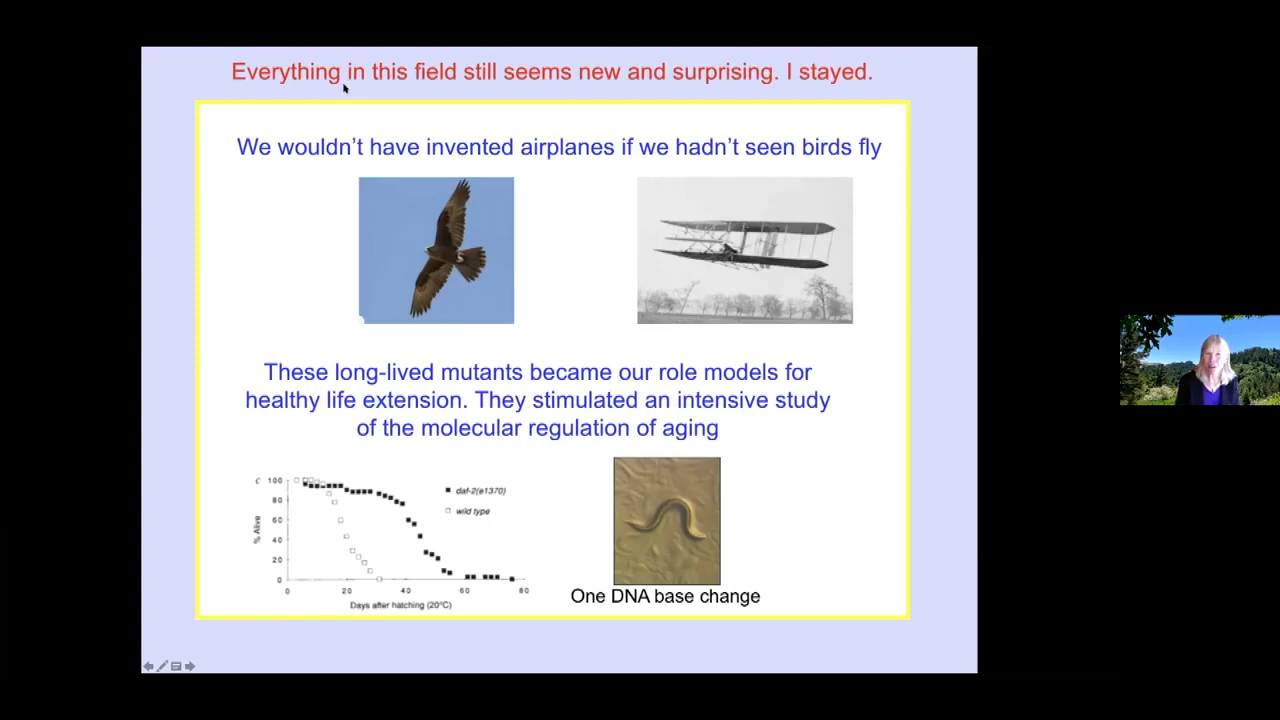 Everything in this field still seems new and surprising. I stayed.
We wouldn't have invented airplanes if we hadn't seen birds fly
These long-lived mutants became our role models for
healthy life extension. They stimulated an intensive study
of the molecular regulation of aging
C
100
80
60
40
20
0
% Alive
daf-2(e1370)
wild type
0 20 40 60 80
Days after hatching (20°C)
One DNA base change